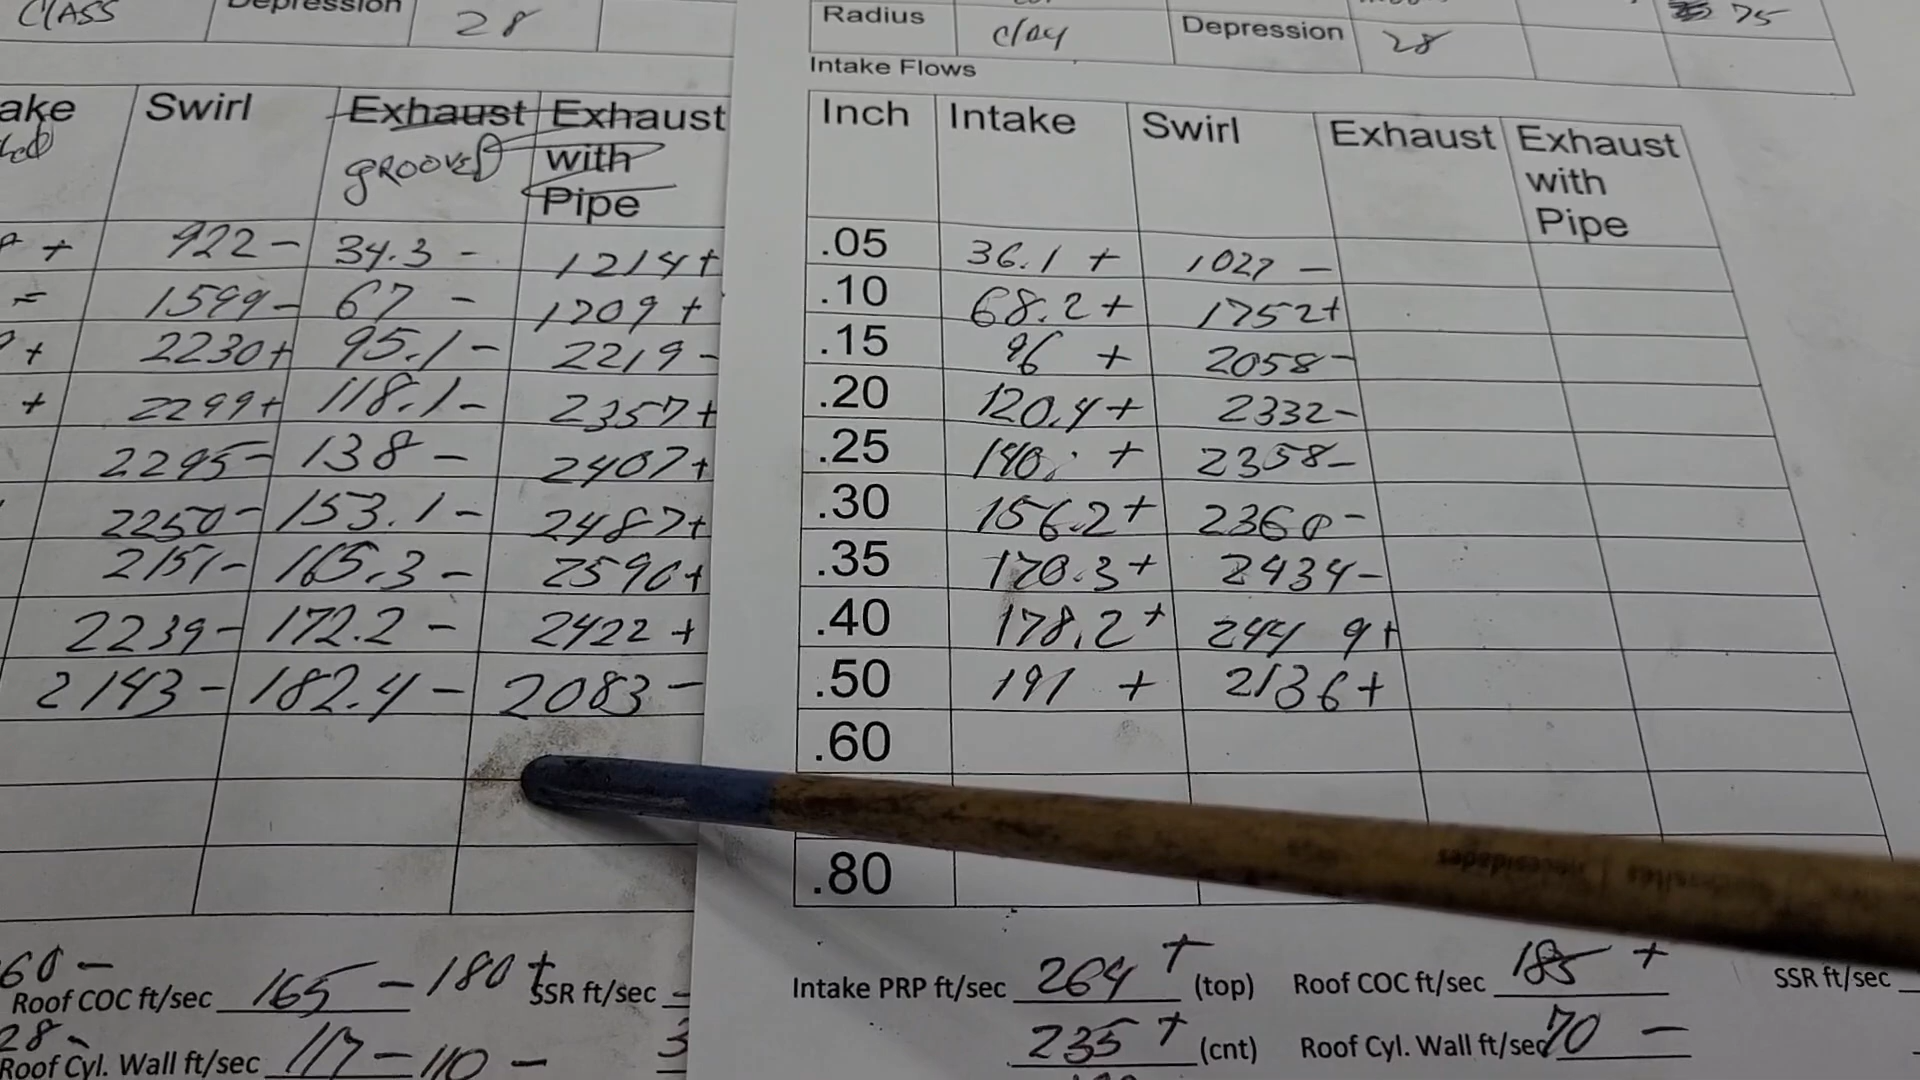 CLASS Depression 28
ake Swirl Exhaust Exhaust with Pipe
GROOVED
+ 922 - 34.3 - 1214 +
= 1599 - 67 - 1209 +
+ 2230 + 95.1 - 2219 -
+ 2299 + 118.1 - 2357 +
2295 - 138 - 2407 +
2250 - 153.1 - 2487 +
2151 - 165.3 - 2590 +
2239 - 172.2 - 2422 +
2143 - 182.4 - 2083 -
60 -
Roof COC ft/sec 165 - 180 + SSR ft/sec
28 -
Roof Cyl. Wall ft/sec 117 - 110 - 3
Radius clay Depression 28 75
Intake Flows
Inch Intake Swirl Exhaust Exhaust with Pipe
.05 36.1 + 1027 -
.10 68.2 + 1752 +
.15 96 + 2058 -
.20 120.4 + 2332 -
.25 140. + 2358 -
.30 156.2 + 2360 -
.35 170.3 + 2434 -
.40 178.2 + 2449 +
.50 191 + 2136 +
.60
.80
Intake PRP ft/sec 264 + (top) Roof COC ft/sec 185 + SSR ft/sec
235 + (cnt) Roof Cyl. Wall ft/sec 70 -